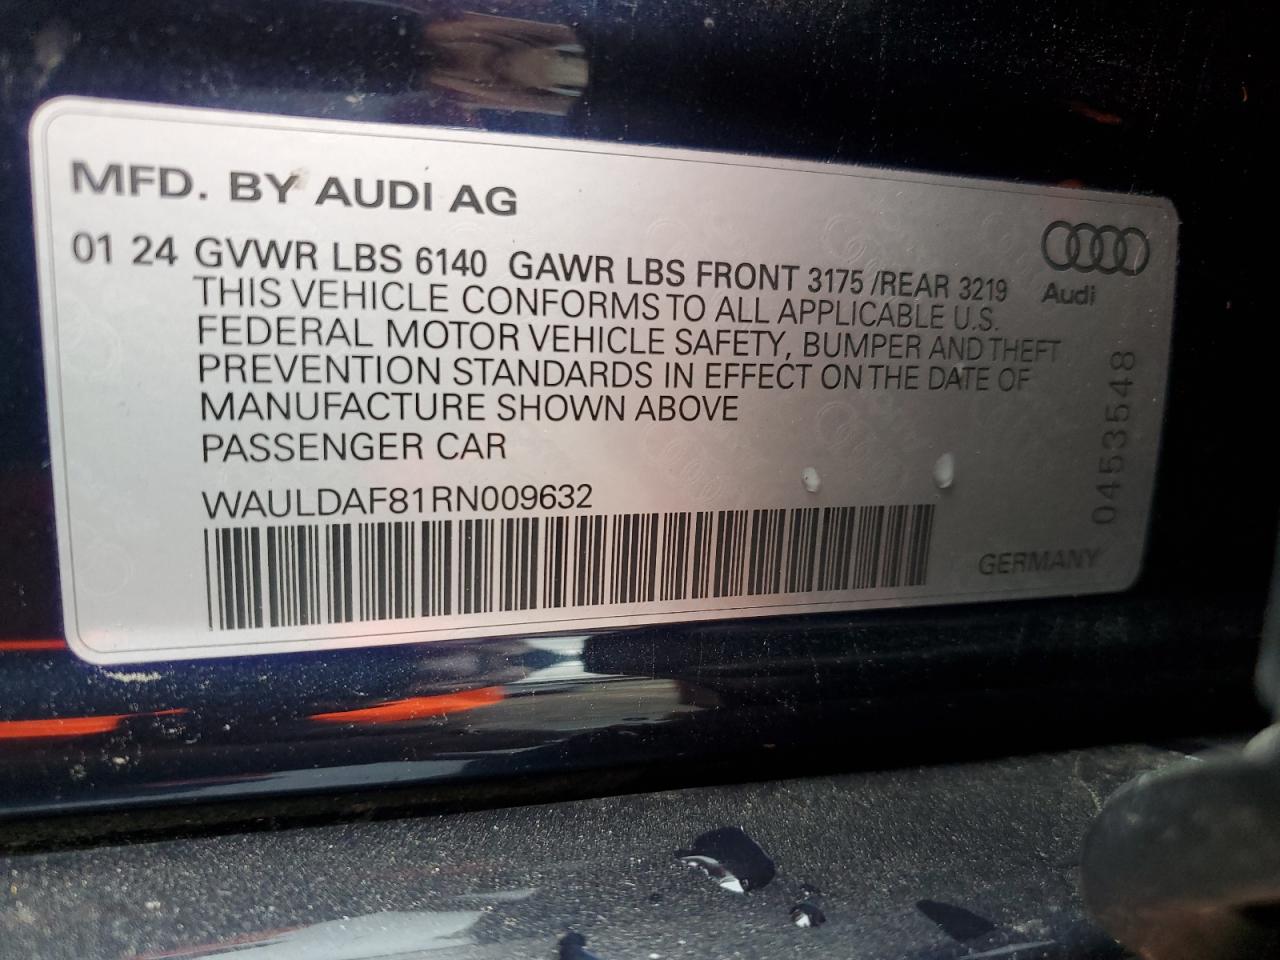 MFD. BY AUDI AG
01 24 GVWR LBS 6140 GAWR LBS FRONT 3175 /REAR 3219
THIS VEHICLE CONFORMS TO ALL APPLICABLE U.S.
FEDERAL MOTOR VEHICLE SAFETY, BUMPER AND THEFT
PREVENTION STANDARDS IN EFFECT ON THE DATE OF
MANUFACTURE SHOWN ABOVE
PASSENGER CAR
WAULDAF81RN009632
Audi
0453548
GERMANY